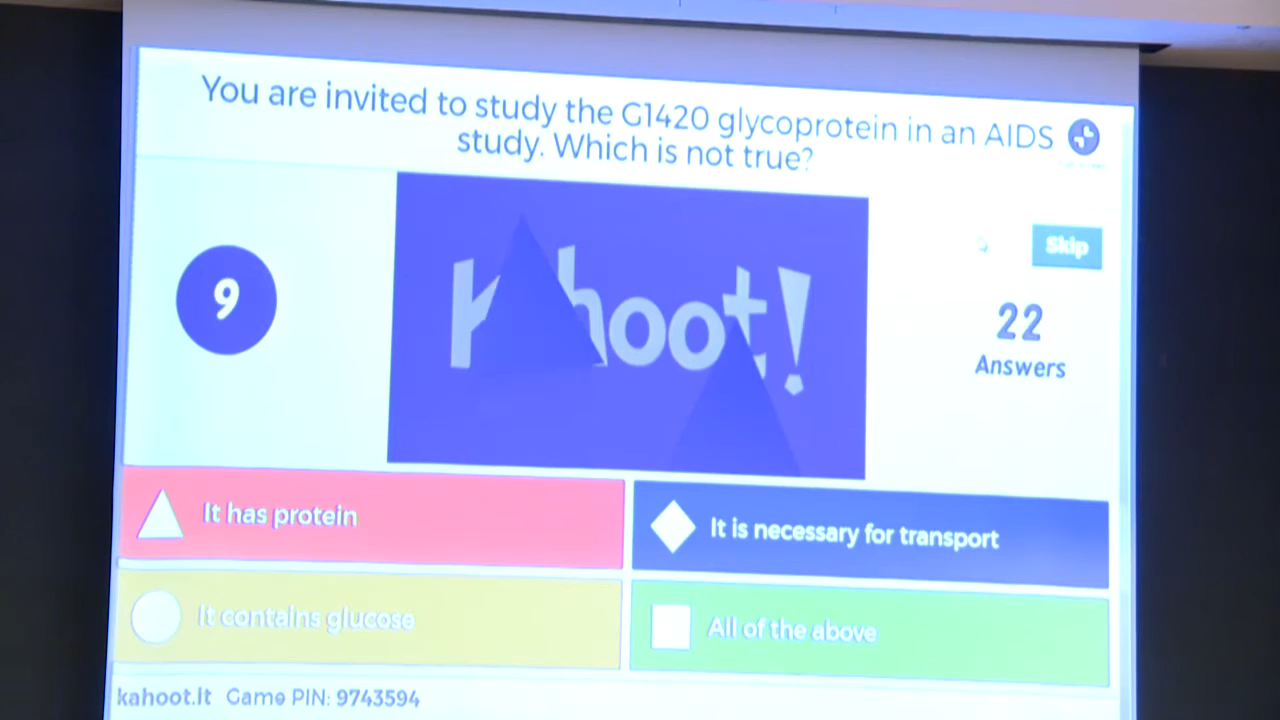 You are invited to study the G1420 glycoprotein in an AIDS
study. Which is not true?
9
Kahoot!
Skip
22
Answers
It has protein
It is necessary for transport
It contains glucose
All of the above
kahoot.it Game PIN: 9743594